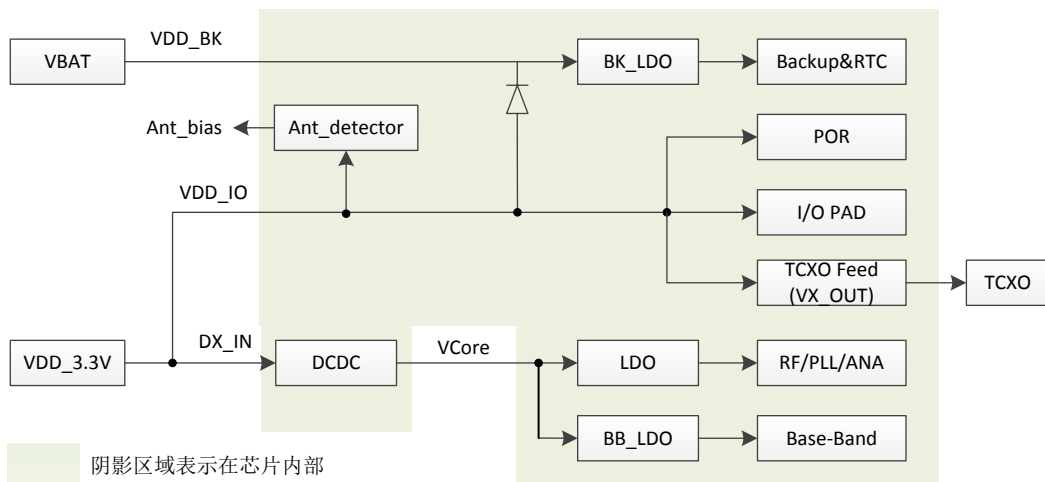 VDD_BK
VBAT
BK_LDO
Backup&RTC
Ant_bias
Ant_detector
POR
VDD_IO
I/O PAD
TCXO Feed
(VX_OUT)
TCXO
DX_IN
VCore
VDD_3.3V
DCDC
LDO
RF/PLL/ANA
BB_LDO
Base-Band
阴影区域表示在芯片内部